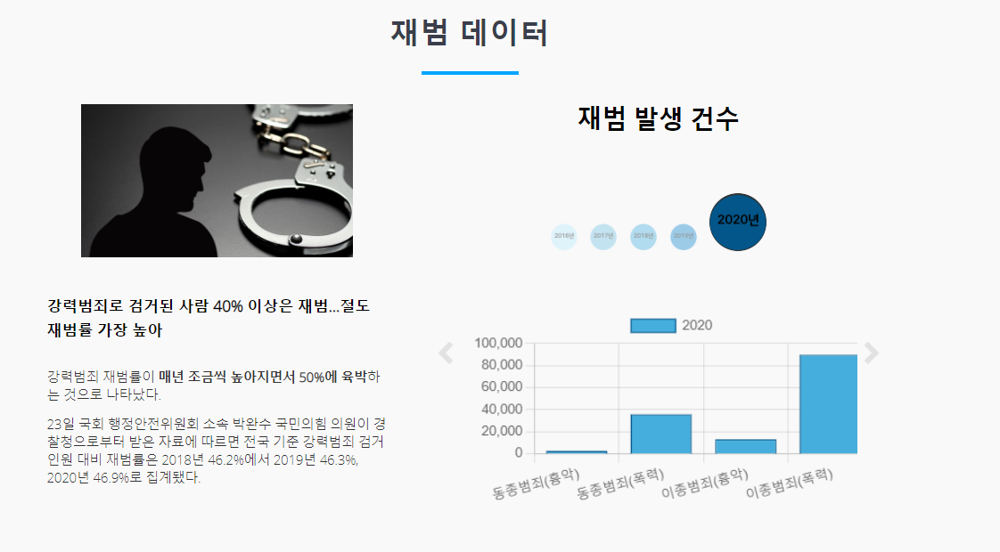 재범 데이터
강력범죄로 검거된 사람 40% 이상은 재범...절도
재범률 가장 높아
강력범죄 재범률이 매년 조금씩 높아지면서 50%에 육박하
는 것으로 나타났다.
23일 국회 행정안전위원회 소속 박완수 국민의힘 의원이 경
찰청으로부터 받은 자료에 따르면 전국 기준 강력범죄 검거
인원 대비 재범률은 2018년 46.2%에서 2019년 46.3%,
2020년 46.9%로 집계됐다.
재범 발생 건수
2016년 2017년 2018년 2019년 2020년
2020
100,000
80,000
60,000
40,000
20,000
0
동종범죄(흉악) 동종범죄(폭력) 이종범죄(흉악) 이종범죄(폭력)